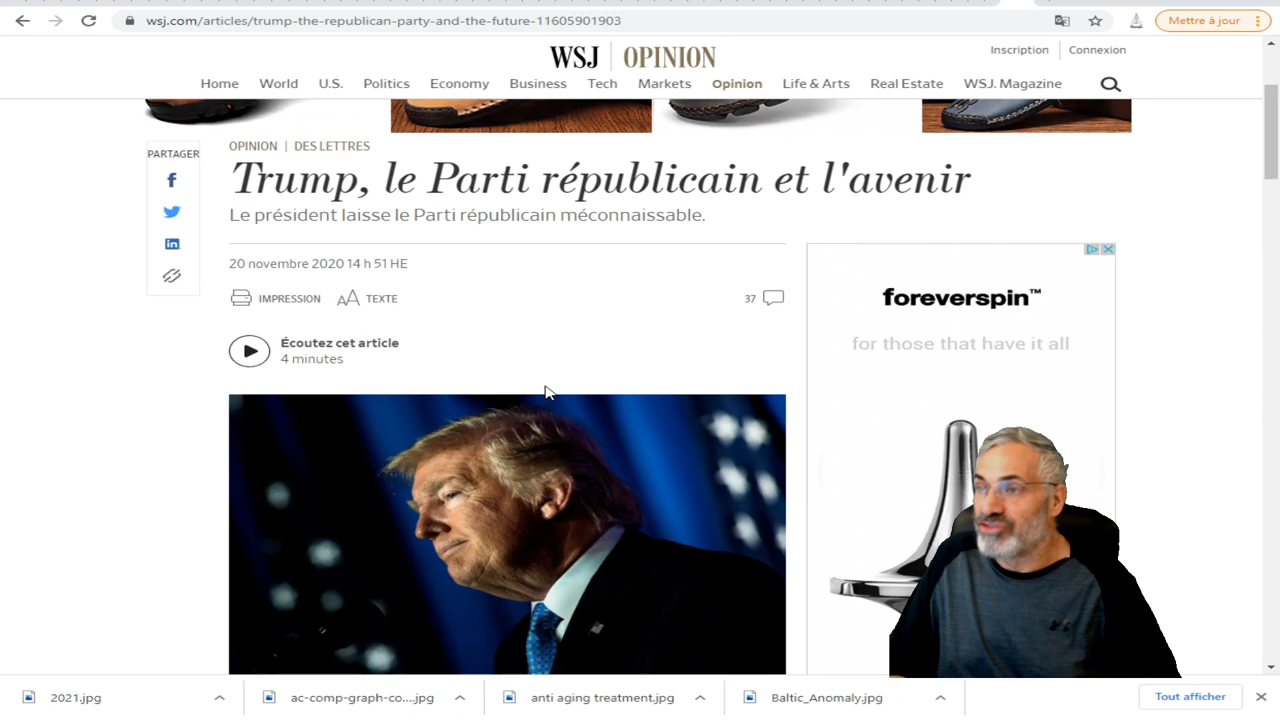 wsj.com/articles/trump-the-republican-party-and-the-future-11605901903
Mettre à jour
WSJ OPINION
Inscription Connexion
Home World U.S. Politics Economy Business Tech Markets Opinion Life & Arts Real Estate WSJ. Magazine
PARTAGER
OPINION | DES LETTRES
Trump, le Parti républicain et l'avenir
Le président laisse le Parti républicain méconnaissable.
20 novembre 2020 14 h 51 HE
IMPRESSION AA TEXTE 37
Écoutez cet article
4 minutes
foreverspin™
for those that have it all
2021.jpg ac-comp-graph-co....jpg anti aging treatment.jpg Baltic_Anomaly.jpg Tout afficher